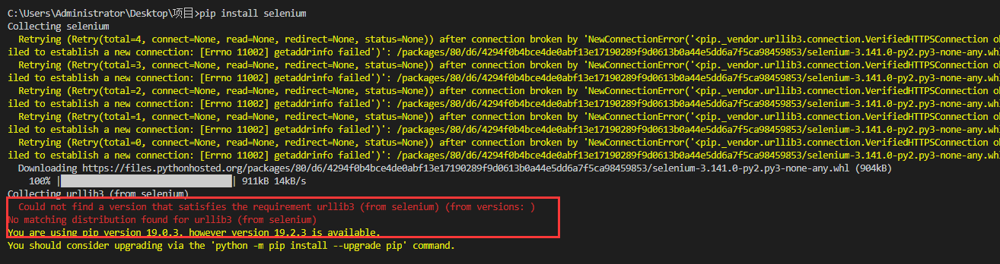 C:\Users\Administrator\Desktop\项目>pip install selenium
Collecting selenium
  Retrying (Retry(total=4, connect=None, read=None, redirect=None, status=None)) after connection broken by 'NewConnectionError('<pip._vendor.urllib3.connection.VerifiedHTTPSConnection ob
iled to establish a new connection: [Errno 11002] getaddrinfo failed')': /packages/80/d6/4294f0b4bce4de0abf13e17190289f9d0613b0a44e5dd6a7f5ca98459853/selenium-3.141.0-py2.py3-none-any.whl
  Retrying (Retry(total=3, connect=None, read=None, redirect=None, status=None)) after connection broken by 'NewConnectionError('<pip._vendor.urllib3.connection.VerifiedHTTPSConnection ob
iled to establish a new connection: [Errno 11002] getaddrinfo failed')': /packages/80/d6/4294f0b4bce4de0abf13e17190289f9d0613b0a44e5dd6a7f5ca98459853/selenium-3.141.0-py2.py3-none-any.whl
  Retrying (Retry(total=2, connect=None, read=None, redirect=None, status=None)) after connection broken by 'NewConnectionError('<pip._vendor.urllib3.connection.VerifiedHTTPSConnection ob
iled to establish a new connection: [Errno 11002] getaddrinfo failed')': /packages/80/d6/4294f0b4bce4de0abf13e17190289f9d0613b0a44e5dd6a7f5ca98459853/selenium-3.141.0-py2.py3-none-any.whl
  Retrying (Retry(total=1, connect=None, read=None, redirect=None, status=None)) after connection broken by 'NewConnectionError('<pip._vendor.urllib3.connection.VerifiedHTTPSConnection ob
iled to establish a new connection: [Errno 11002] getaddrinfo failed')': /packages/80/d6/4294f0b4bce4de0abf13e17190289f9d0613b0a44e5dd6a7f5ca98459853/selenium-3.141.0-py2.py3-none-any.whl
  Retrying (Retry(total=0, connect=None, read=None, redirect=None, status=None)) after connection broken by 'NewConnectionError('<pip._vendor.urllib3.connection.VerifiedHTTPSConnection ob
iled to establish a new connection: [Errno 11002] getaddrinfo failed')': /packages/80/d6/4294f0b4bce4de0abf13e17190289f9d0613b0a44e5dd6a7f5ca98459853/selenium-3.141.0-py2.py3-none-any.whl
  Downloading https://files.pythonhosted.org/packages/80/d6/4294f0b4bce4de0abf13e17190289f9d0613b0a44e5dd6a7f5ca98459853/selenium-3.141.0-py2.py3-none-any.whl (904kB)
    100% |████████████████████████████████| 911kB 14kB/s
Collecting urllib3 (from selenium)
  Could not find a version that satisfies the requirement urllib3 (from selenium) (from versions: )
No matching distribution found for urllib3 (from selenium)
You are using pip version 19.0.3, however version 19.2.3 is available.
You should consider upgrading via the 'python -m pip install --upgrade pip' command.